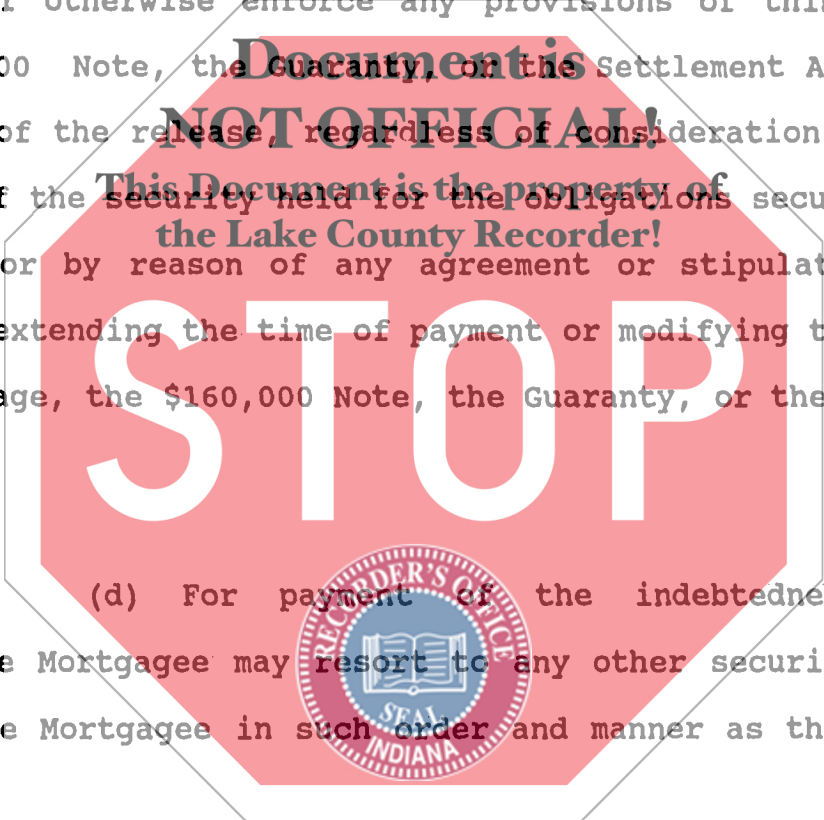 otherwise enforce any provisions of
00 Note, the Guaranty, or the Settlement A
Document is
of the release, regardless of consideration
NOT OFFICIAL!
the security held for the obligations secu
This Document is the property of
the Lake County Recorder!
or by reason of any agreement or stipulat
extending the time of payment or modifying t
age, the $160,000 Note, the Guaranty, or the
STOP
(d) For payment of the indebtedne
RECORDER'S OFFICE
e Mortgagee may resort to any other securi
SEAL
e Mortgagee in such order and manner as th
INDIANA